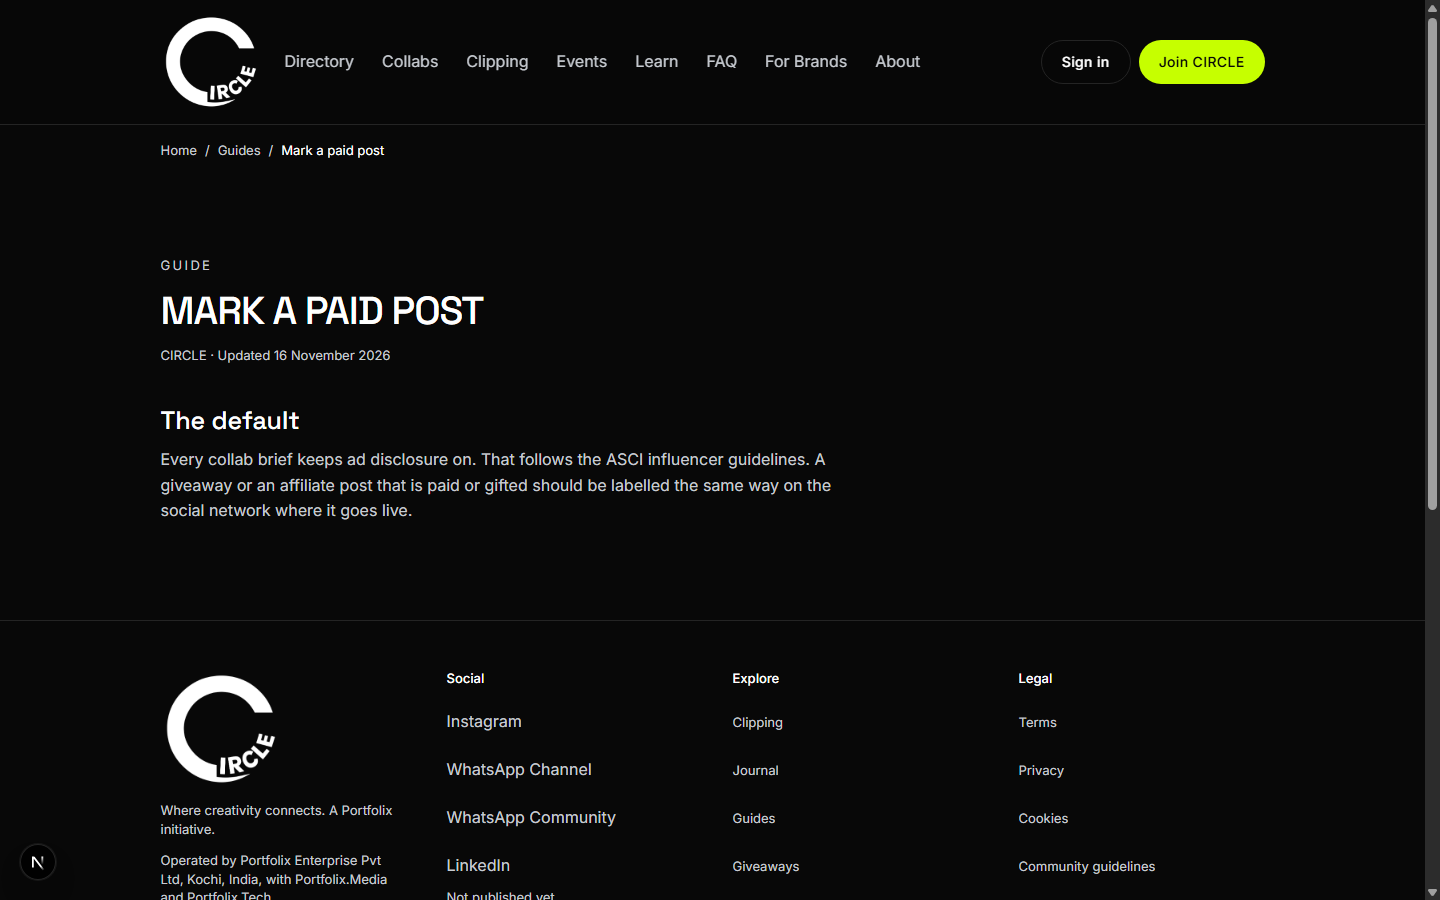 CIRCLE
Directory
Collabs
Clipping
Events
Learn
FAQ
For Brands
About
Sign in
Join CIRCLE
Home / Guides / Mark a paid post
GUIDE
MARK A PAID POST
CIRCLE · Updated 16 November 2026
The default
Every collab brief keeps ad disclosure on. That follows the ASCI influencer guidelines. A
giveaway or an affiliate post that is paid or gifted should be labelled the same way on the
social network where it goes live.
CIRCLE
Where creativity connects. A Portfolix
initiative.
Operated by Portfolix Enterprise Pvt
Ltd, Kochi, India, with Portfolix.Media
and Portfolix.Tech
Social
Instagram
WhatsApp Channel
WhatsApp Community
LinkedIn
Not published yet
Explore
Clipping
Journal
Guides
Giveaways
Legal
Terms
Privacy
Cookies
Community guidelines
N